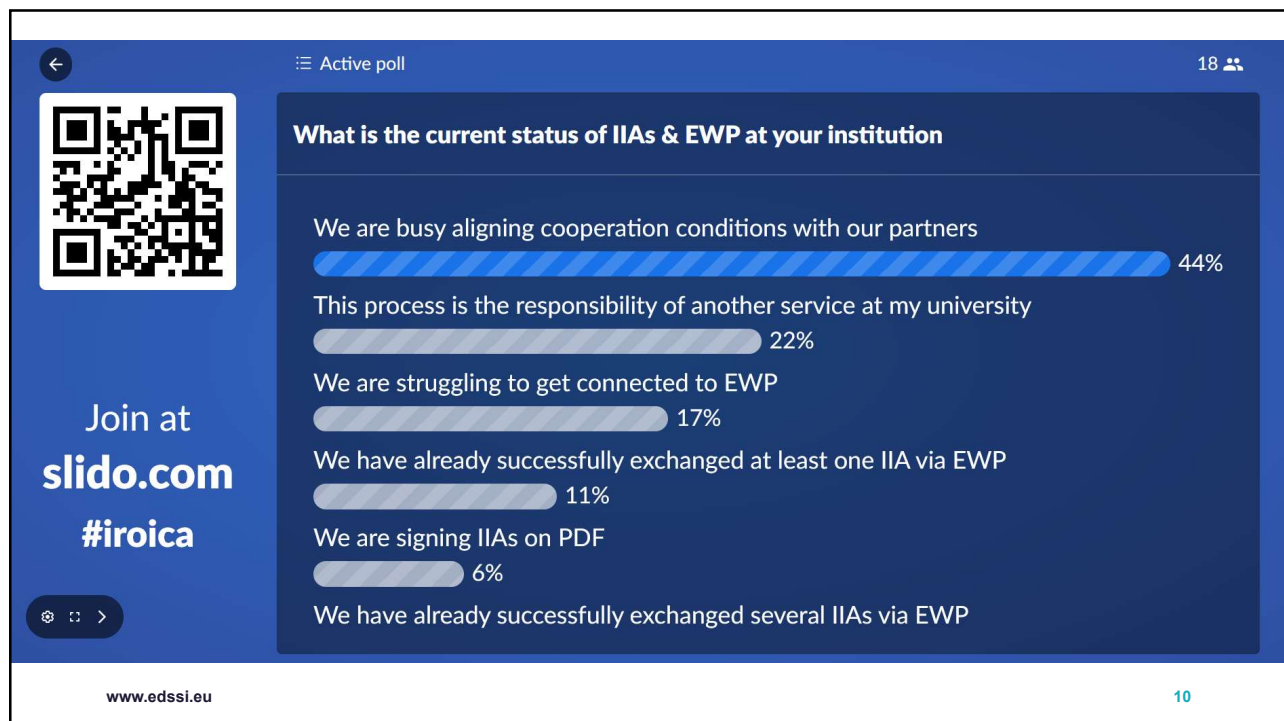 Active poll
18
What is the current status of IIAs & EWP at your institution
We are busy aligning cooperation conditions with our partners
44%
This process is the responsibility of another service at my university
22%
We are struggling to get connected to EWP
17%
We have already successfully exchanged at least one IIA via EWP
11%
We are signing IIAs on PDF
6%
We have already successfully exchanged several IIAs via EWP
Join at
slido.com
#iroica
www.edssi.eu
10